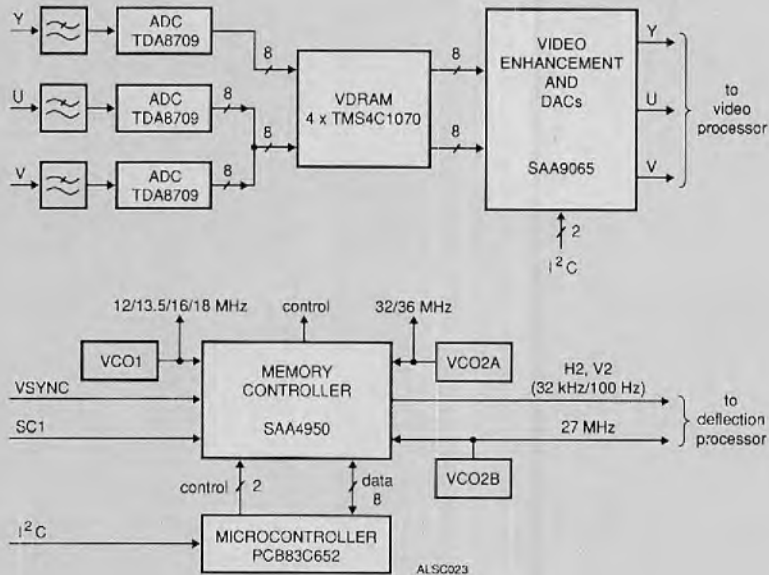 Y
ADC
TDA8709
8
8
Y
VIDEO
ENHANCEMENT
AND
DACs
SAA9065
VDRAM
4 x TMS4C1070
U
ADC
TDA8709
8
8
8
U
to
video
processor
V
ADC
TDA8709
8
V
2
I²C
12/13.5/16/18 MHz
control
32/36 MHz
VCO1
MEMORY
CONTROLLER
SAA4950
VCO2A
H2, V2
(32 kHz/100 Hz)
VSYNC
SC1
27 MHz
to
deflection
processor
VCO2B
control
2
data
8
I²C
MICROCONTROLLER
PCB83C652
ALSC023